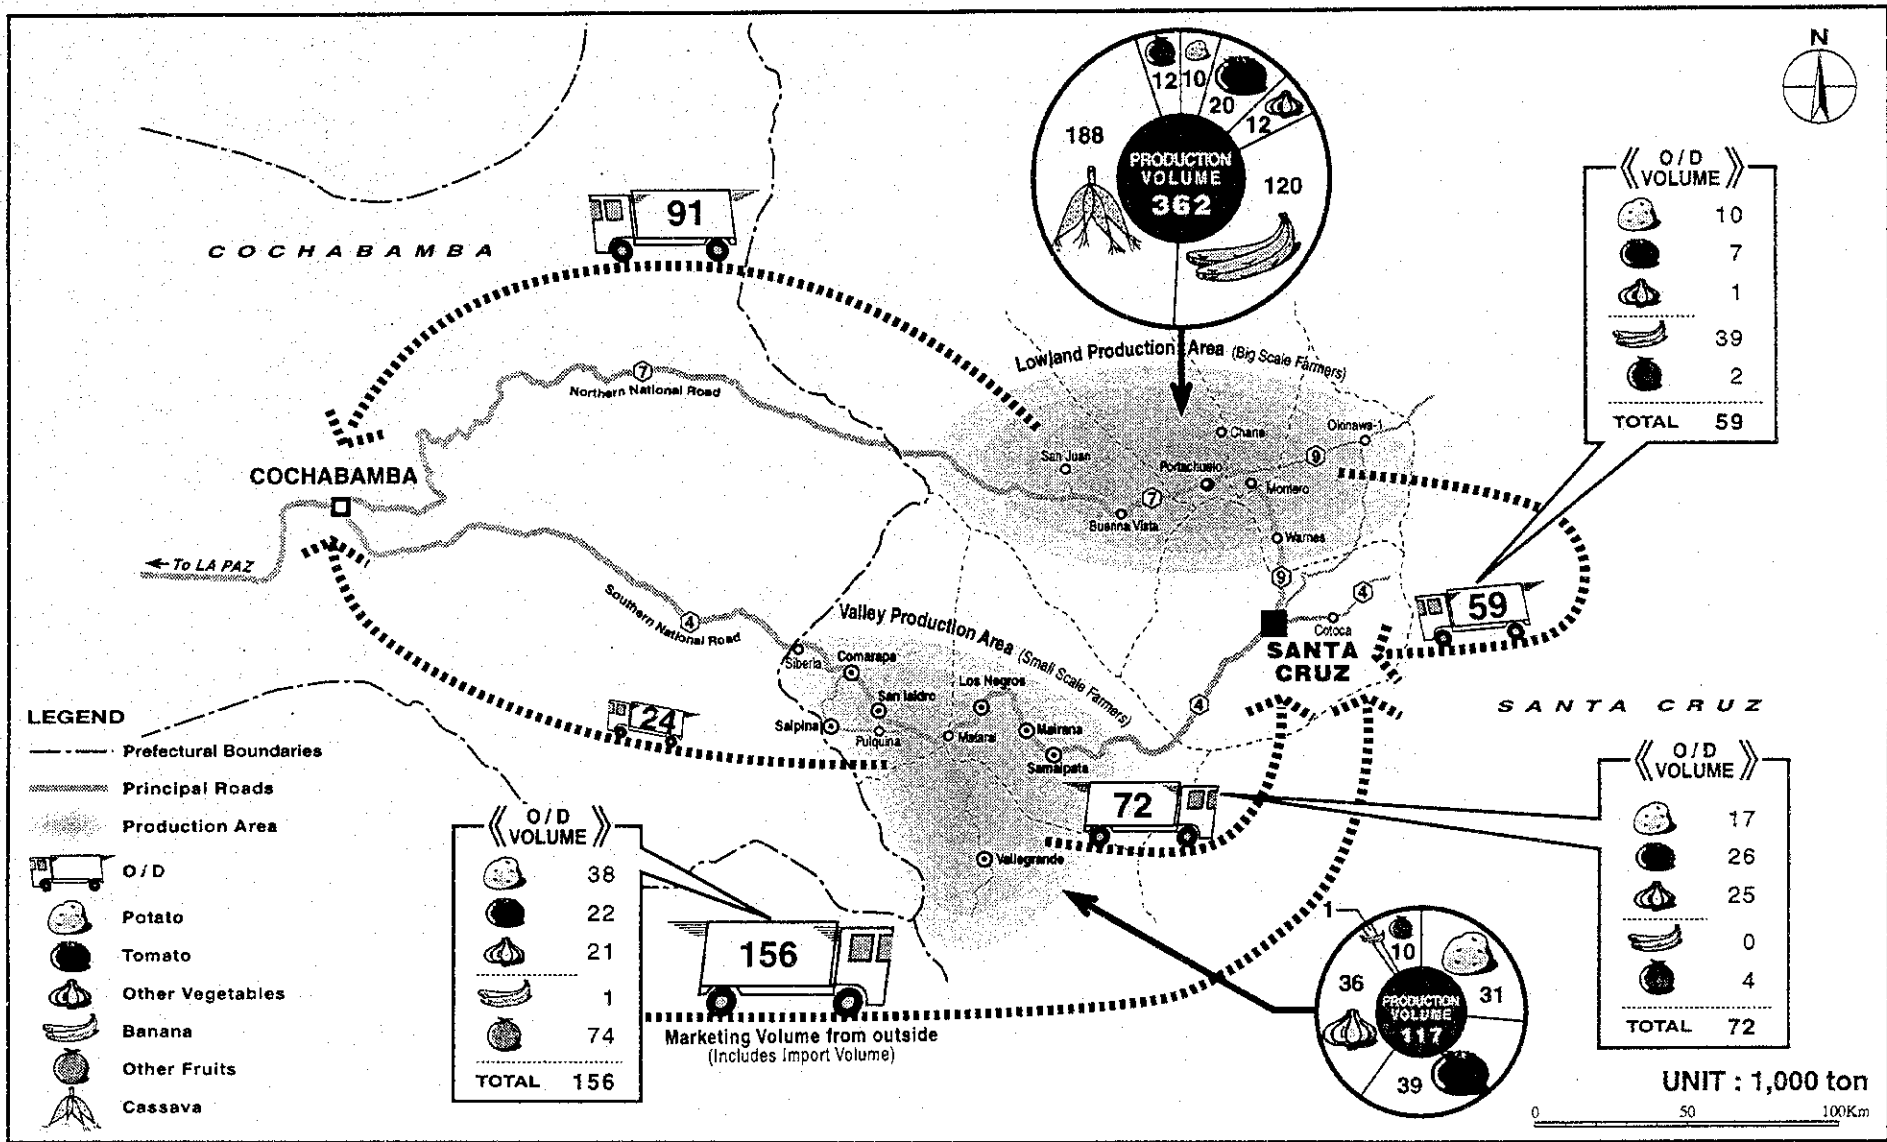 N
12
10
20
12
188
120
PRODUCTION
VOLUME
362
91
COCHABAMBA
O/D
VOLUME
10
7
1
39
2
TOTAL 59
Lowland Production Area (Big Scale Farmers)
7
Northern National Road
Chane
Okinawa-1
San Juan
Portachuelo
9
Montero
7
Buenna Vista
Warnes
COCHABAMBA
To LA PAZ
9
4
59
Cotoca
SANTA
CRUZ
Southern National Road
4
Valley Production Area (Small Scale Farmers)
Siberia
Comarapa
San Isidro
Los Negros
4
SANTA CRUZ
24
Saipina
Pulquina
Mataral
Mairana
Samaipata
72
Vallegrande
LEGEND
Prefectural Boundaries
Principal Roads
Production Area
O/D
Potato
Tomato
Other Vegetables
Banana
Other Fruits
Cassava
O/D
VOLUME
38
22
21
1
74
TOTAL 156
156
Marketing Volume from outside
(Includes Import Volume)
1
10
36
31
PRODUCTION
VOLUME
117
39
O/D
VOLUME
17
26
25
0
4
TOTAL 72
UNIT : 1,000 ton
0 50 100Km